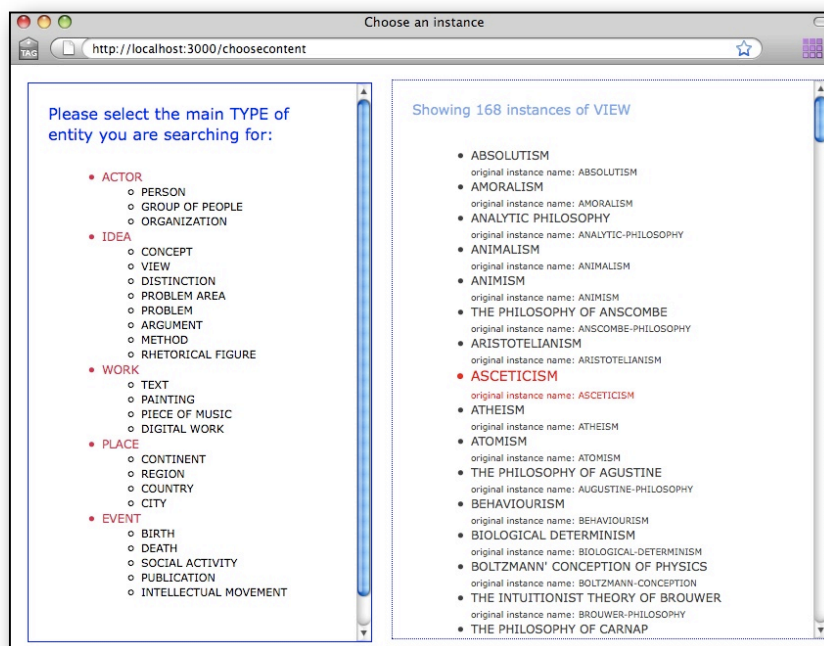 Choose an instance
TAG
http://localhost:3000/choosecontent
Please select the main TYPE of
entity you are searching for:
ACTOR
PERSON
GROUP OF PEOPLE
ORGANIZATION
IDEA
CONCEPT
VIEW
DISTINCTION
PROBLEM AREA
PROBLEM
ARGUMENT
METHOD
RHETORICAL FIGURE
WORK
TEXT
PAINTING
PIECE OF MUSIC
DIGITAL WORK
PLACE
CONTINENT
REGION
COUNTRY
CITY
EVENT
BIRTH
DEATH
SOCIAL ACTIVITY
PUBLICATION
INTELLECTUAL MOVEMENT
Showing 168 instances of VIEW
ABSOLUTISM
original instance name: ABSOLUTISM
AMORALISM
original instance name: AMORALISM
ANALYTIC PHILOSOPHY
original instance name: ANALYTIC-PHILOSOPHY
ANIMALISM
original instance name: ANIMALISM
ANIMISM
original instance name: ANIMISM
THE PHILOSOPHY OF ANSCOMBE
original instance name: ANSCOMBE-PHILOSOPHY
ARISTOTELIANISM
original instance name: ARISTOTELIANISM
ASCETICISM
original instance name: ASCETICISM
ATHEISM
original instance name: ATHEISM
ATOMISM
original instance name: ATOMISM
THE PHILOSOPHY OF AGUSTINE
original instance name: AUGUSTINE-PHILOSOPHY
BEHAVIOURISM
original instance name: BEHAVIOURISM
BIOLOGICAL DETERMINISM
original instance name: BIOLOGICAL-DETERMINISM
BOLTZMANN' CONCEPTION OF PHYSICS
original instance name: BOLTZMANN-CONCEPTION
THE INTUITIONIST THEORY OF BROUWER
original instance name: BROUWER-PHILOSOPHY
THE PHILOSOPHY OF CARNAP